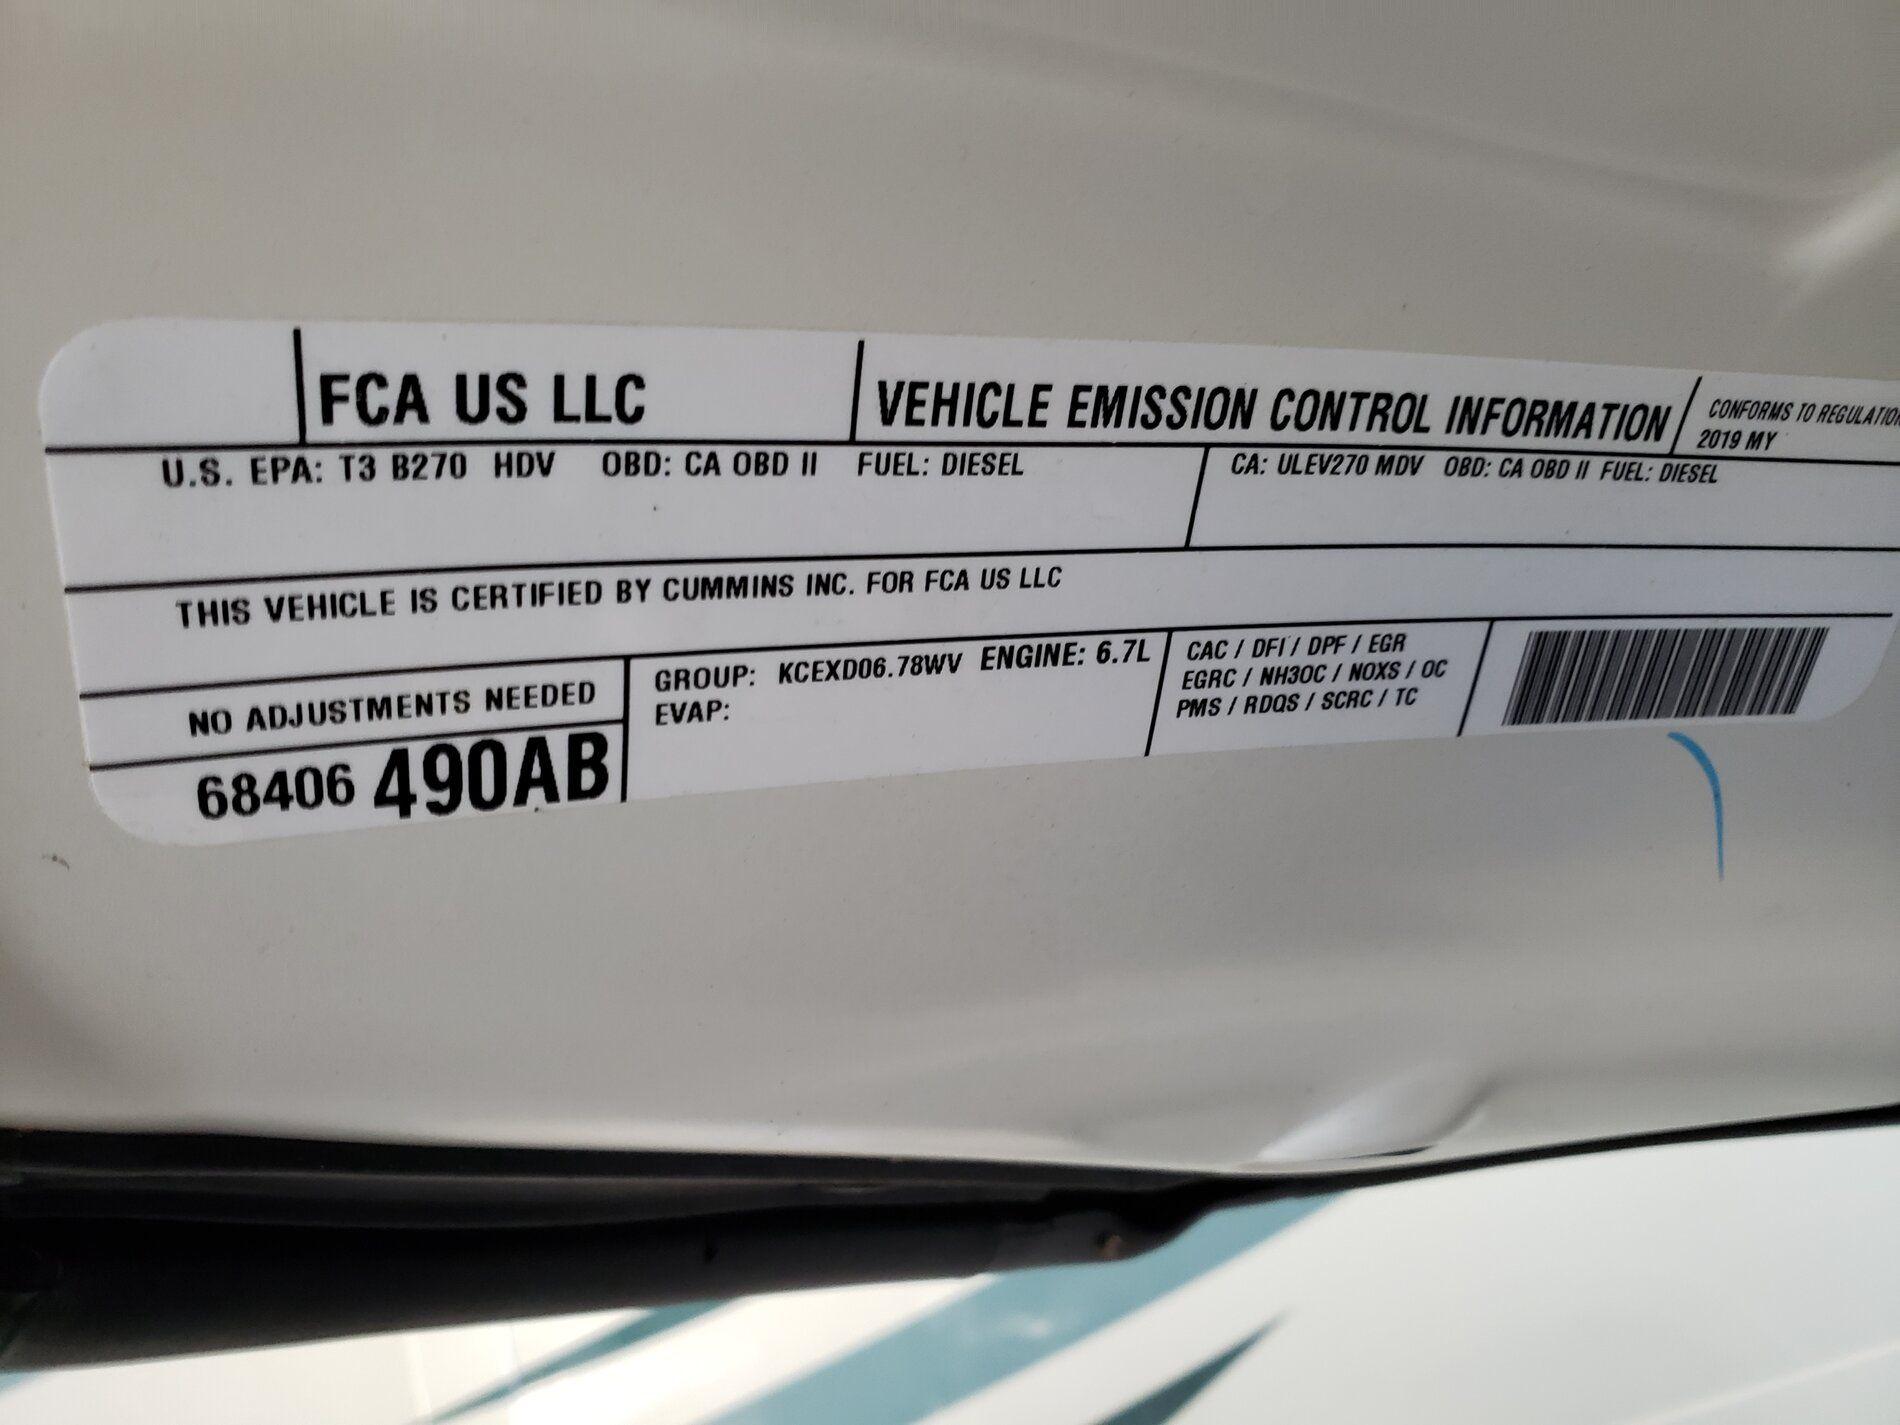 FCA US LLC
VEHICLE EMISSION CONTROL INFORMATION
CONFORMS TO REGULATION
2019 MY
U.S. EPA: T3 B270 HDV OBD: CA OBD II FUEL: DIESEL
CA: ULEV270 MDV OBD: CA OBD II FUEL: DIESEL
THIS VEHICLE IS CERTIFIED BY CUMMINS INC. FOR FCA US LLC
NO ADJUSTMENTS NEEDED
68406 490AB
GROUP: KCEXD06.78WV ENGINE: 6.7L
EVAP:
CAC / DFI / DPF / EGR
EGRC / NH3OC / NOXS / OC
PMS / RDQS / SCRC / TC